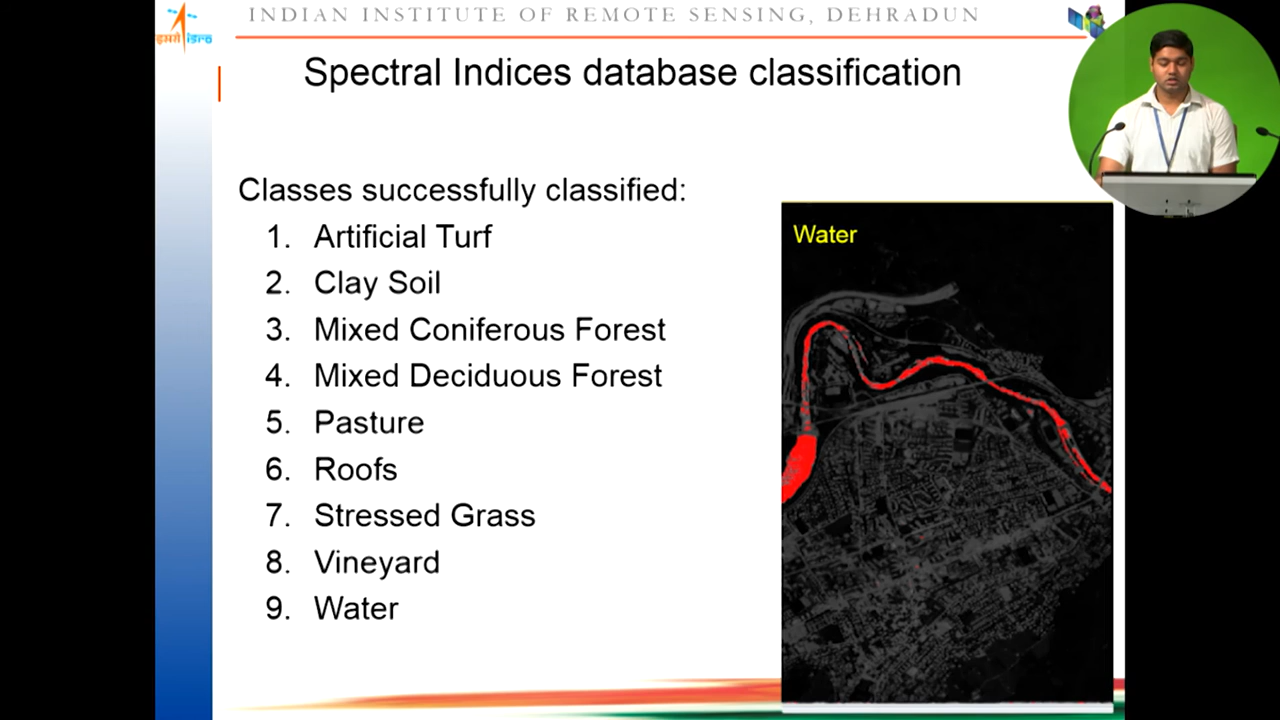 INDIAN INSTITUTE OF REMOTE SENSING, DEHRADUN
इसरो isro
Spectral Indices database classification
Classes successfully classified:
1. Artificial Turf
2. Clay Soil
3. Mixed Coniferous Forest
4. Mixed Deciduous Forest
5. Pasture
6. Roofs
7. Stressed Grass
8. Vineyard
9. Water
Water